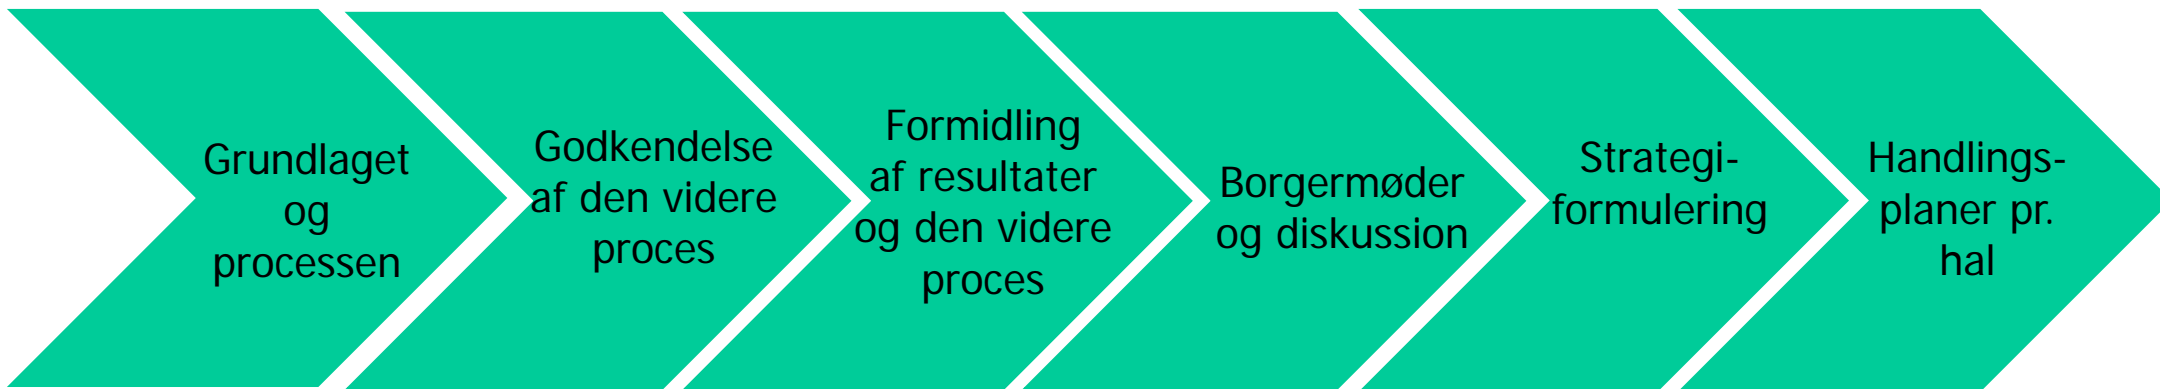 Grundlaget
og
processen
Godkendelse
af den videre
proces
Formidling
af resultater
og den videre
proces
Borgermøder
og diskussion
Strategi-
formulering
Handlings-
planer pr.
hal